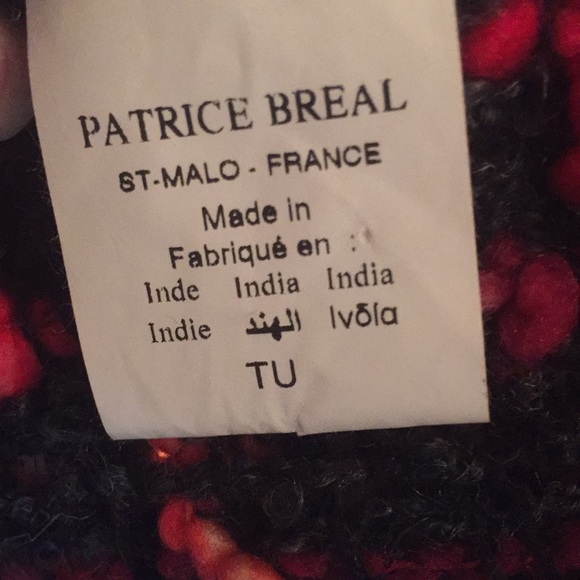 PATRICE BREAL
ST-MALO - FRANCE
Made in
Fabriqué en :
Inde India India
Indie الهند Ινδία
TU